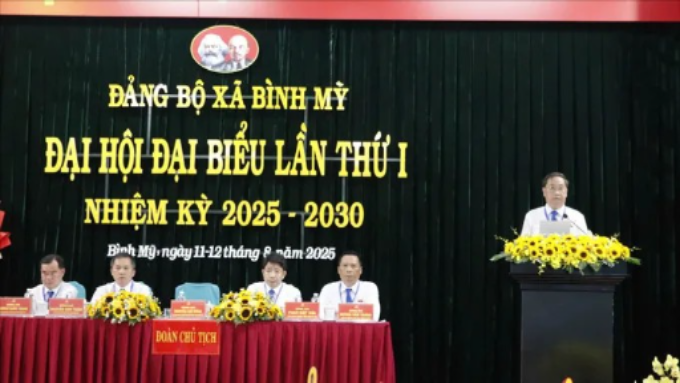 ĐẢNG BỘ XÃ BÌNH MỸ
ĐẠI HỘI ĐẠI BIỂU LẦN THỨ I
NHIỆM KỲ 2025 - 2030
Bình Mỹ, ngày 11-12 tháng 8 năm 2025
ĐOÀN CHỦ TỊCH